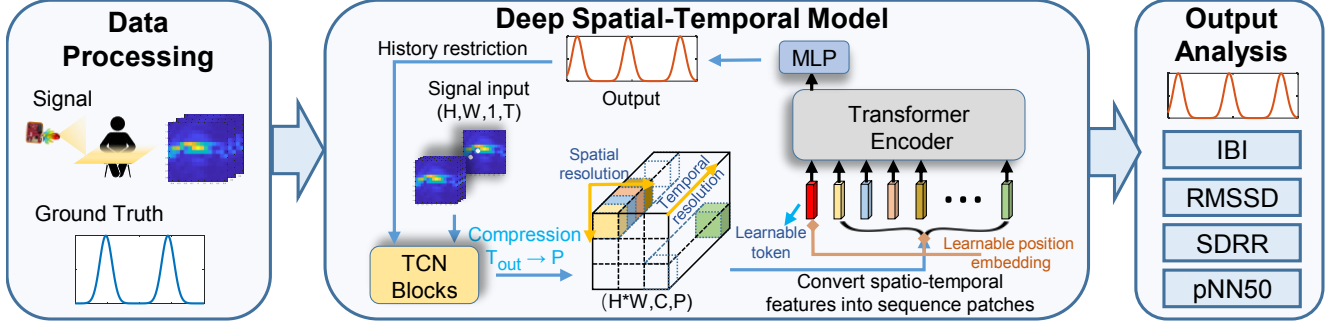 Data
Processing
Signal
Ground Truth
Deep Spatial-Temporal Model
History restriction
Signal input
(H,W,1,T)
Output
MLP
Transformer
Encoder
Spatial
resolution
Temporal
resolution
Compression
T_out → P
TCN
Blocks
(H*W,C,P)
Learnable
token
Learnable position
embedding
Convert spatio-temporal
features into sequence patches
Output
Analysis
IBI
RMSSD
SDRR
pNN50